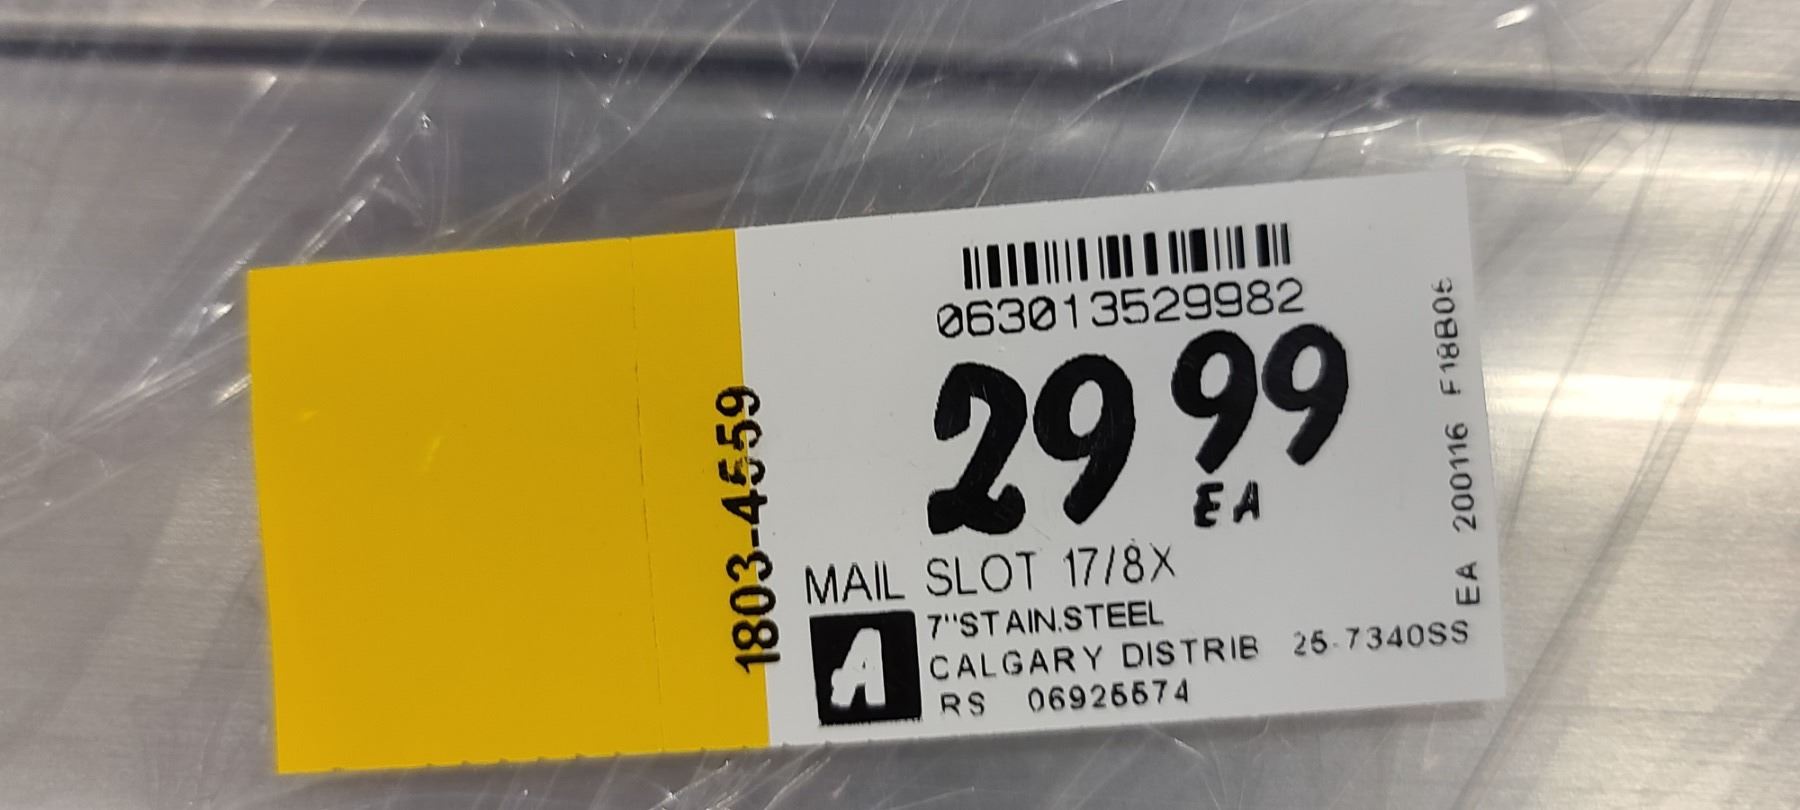 063013529982
29 99
EA
MAIL SLOT 17/8X
7"STAIN.STEEL
CALGARY DISTRIB 25-7340SS
RS 06925574
A
1803-4559
EA 200116 F18B05